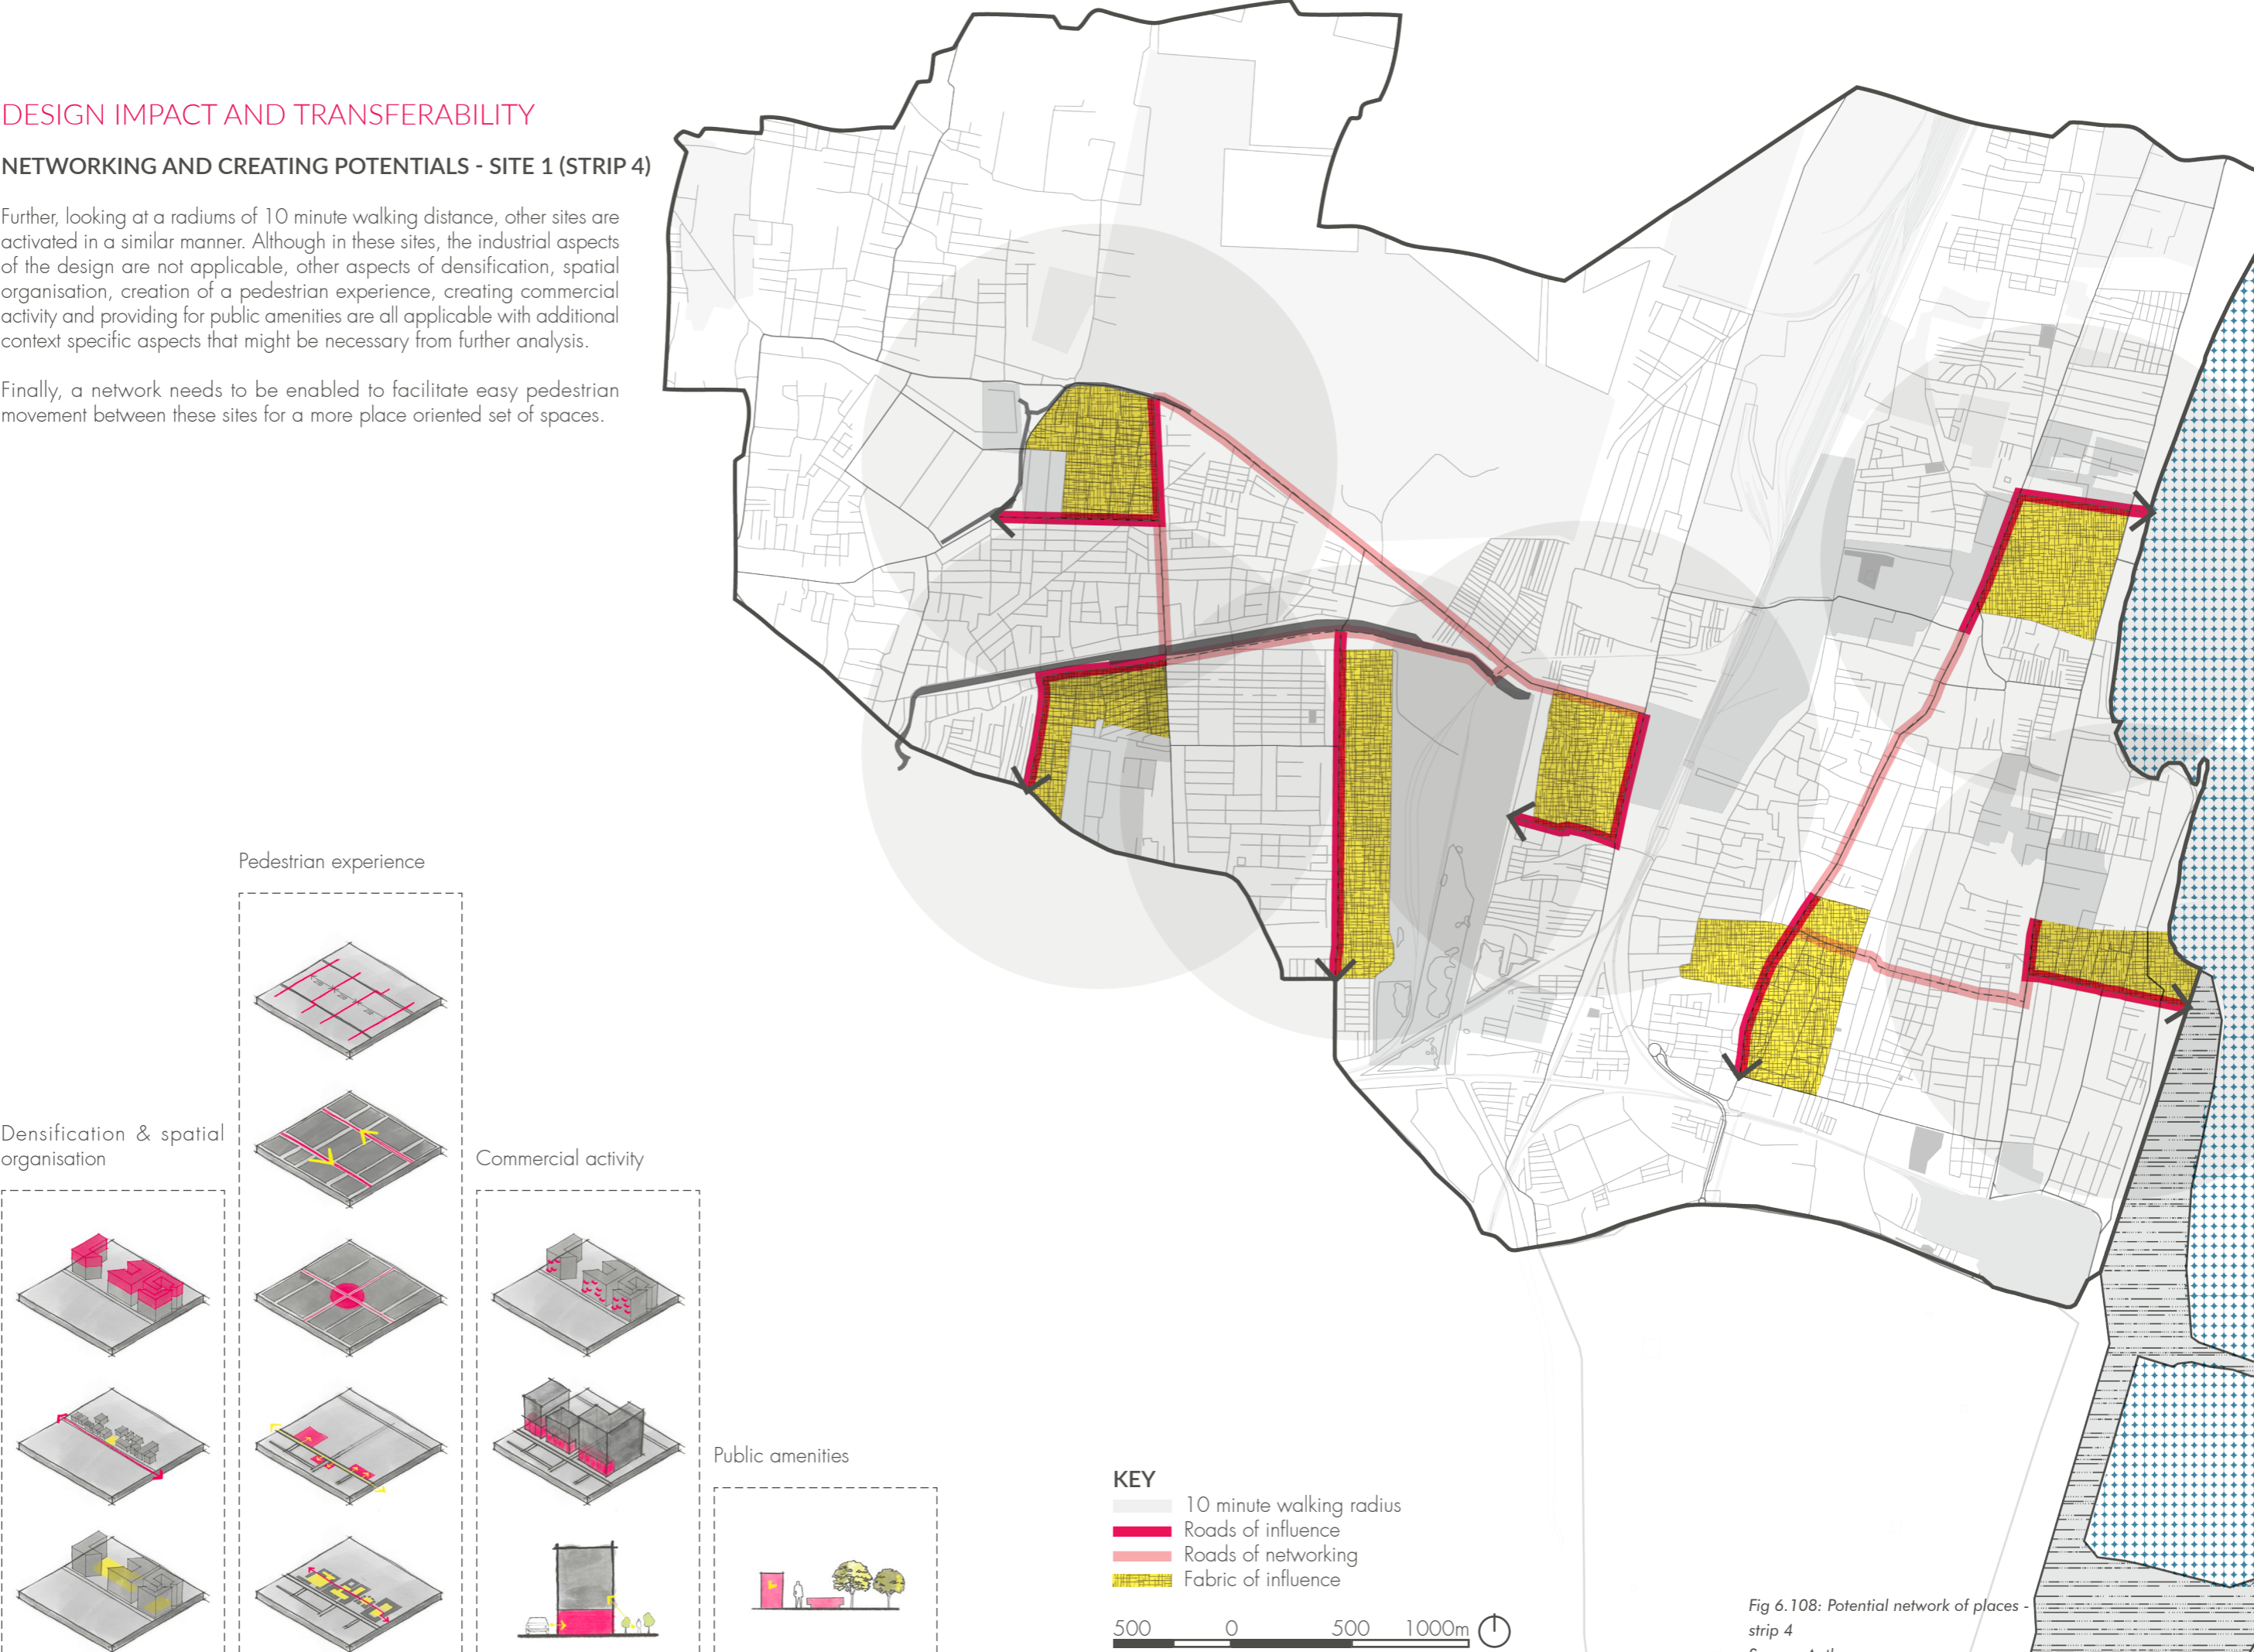 DESIGN IMPACT AND TRANSFERABILITY
NETWORKING AND CREATING POTENTIALS - SITE 1 (STRIP 4)
Further, looking at a radiums of 10 minute walking distance, other sites are
activated in a similar manner. Although in these sites, the industrial aspects
of the design are not applicable, other aspects of densification, spatial
organisation, creation of a pedestrian experience, creating commercial
activity and providing for public amenities are all applicable with additional
context specific aspects that might be necessary from further analysis.
Finally, a network needs to be enabled to facilitate easy pedestrian
movement between these sites for a more place oriented set of spaces.
Pedestrian experience
Densification & spatial
organisation
Commercial activity
Public amenities
KEY
10 minute walking radius
Roads of influence
Roads of networking
Fabric of influence
500 0 500 1000m
Fig 6.108: Potential network of places -
strip 4